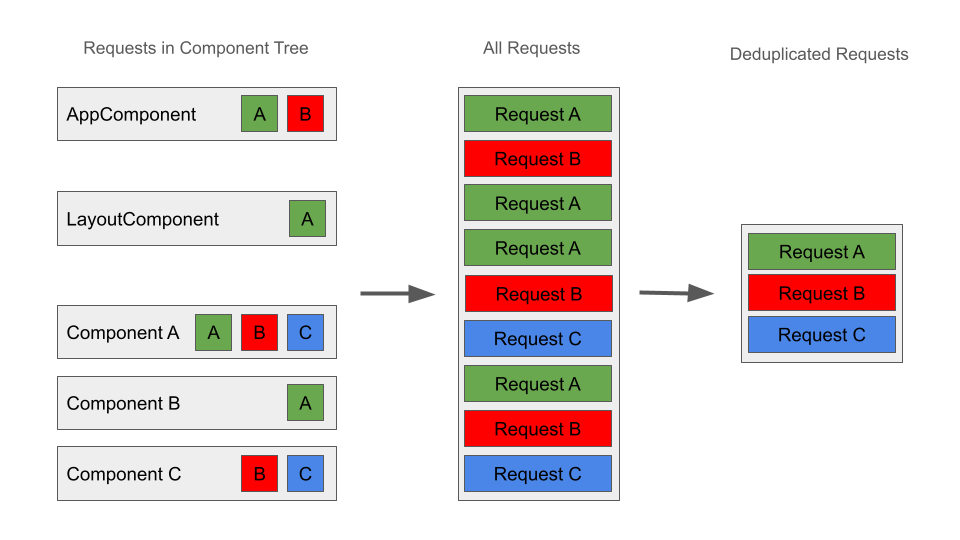 Requests in Component Tree
All Requests
Deduplicated Requests
AppComponent A B
LayoutComponent A
Component A A B C
Component B A
Component C B C
Request A
Request B
Request A
Request A
Request B
Request C
Request A
Request B
Request C
Request A
Request B
Request C